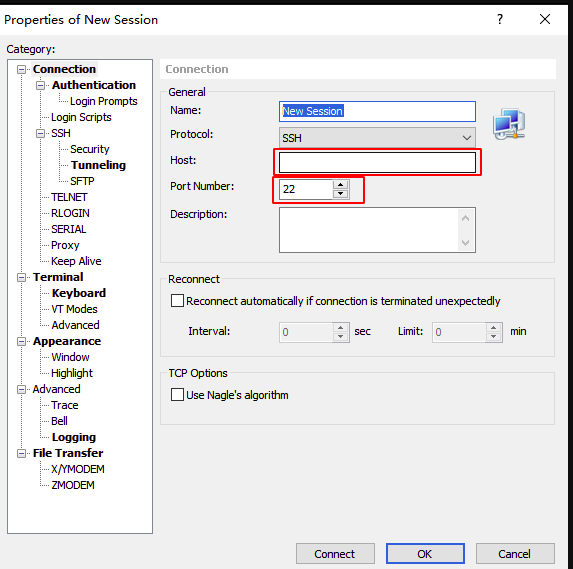 Properties of New Session
?
Category:
Connection
Authentication
Login Prompts
Login Scripts
SSH
Security
Tunneling
SFTP
TELNET
RLOGIN
SERIAL
Proxy
Keep Alive
Terminal
Keyboard
VT Modes
Advanced
Appearance
Window
Highlight
Advanced
Trace
Bell
Logging
File Transfer
X/YMODEM
ZMODEM
Connection
General
Name: New Session
Protocol: SSH
Host:
Port Number: 22
Description:
Reconnect
Reconnect automatically if connection is terminated unexpectedly
Interval: 0 sec Limit: 0 min
TCP Options
Use Nagle's algorithm
Connect OK Cancel